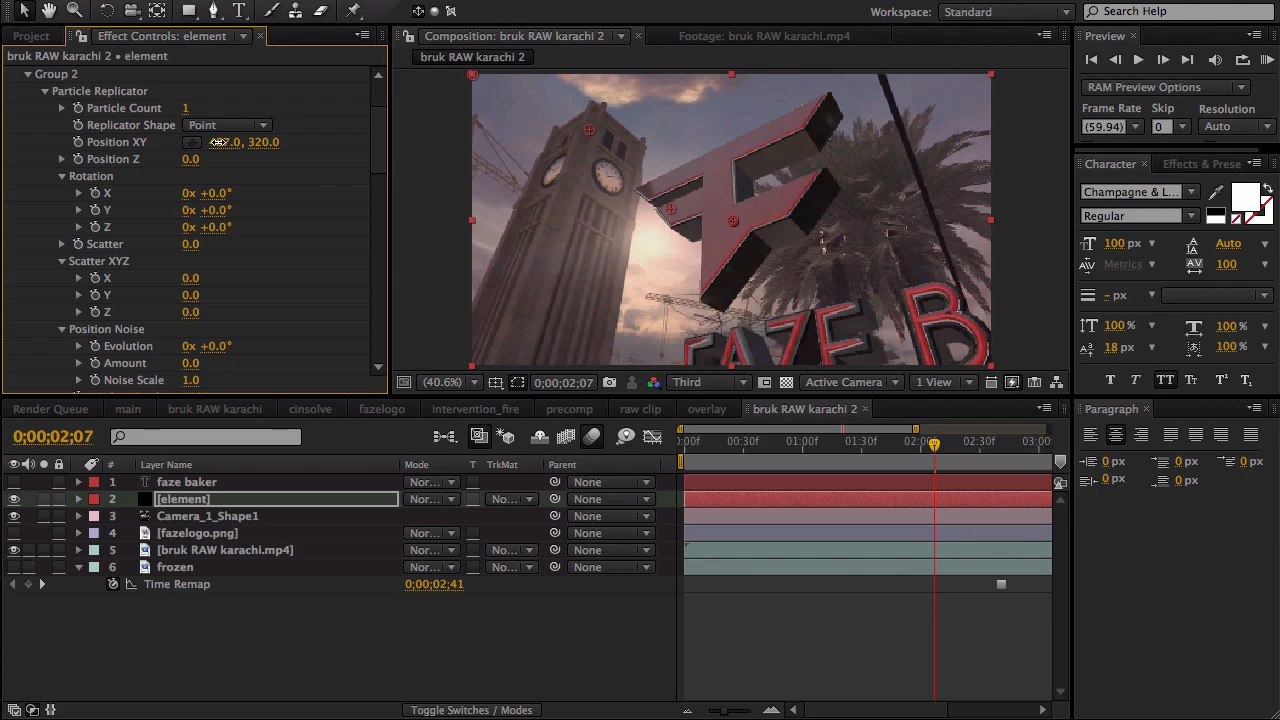 Workspace: Standard
Search Help
Project
Effect Controls: element
Composition: bruk RAW karachi 2
Footage: bruk RAW karachi.mp4
Preview
bruk RAW karachi 2 • element
bruk RAW karachi 2
Group 2
Particle Replicator
Particle Count 1
Replicator Shape Point
Position XY 320.0
Position Z 0.0
Rotation
X 0x +0.0°
Y 0x +0.0°
Z 0x +0.0°
Scatter 0.0
Scatter XYZ
X 0.0
Y 0.0
Z 0.0
Position Noise
Evolution 0x +0.0°
Amount 0.0
Noise Scale 1.0
FAZE B
(40.6%)
0;00;02;07
Third
Active Camera
1 View
RAM Preview Options
Frame Rate Skip Resolution
(59.94) 0 Auto
Character
Effects & Prese
Champagne & L...
Regular
100 px Auto
Metrics 100
- px
100 % 100 %
18 px 100 %
T T TT Tt T¹ T₁
Render Queue
main
bruk RAW karachi
cinsolve
fazelogo
intervention_fire
precomp
raw clip
overlay
bruk RAW karachi 2
Paragraph
0;00;02;07
0:00f 00:30f 01:00f 01:30f 02:00f 02:30f 03:00f
# Layer Name Mode T TrkMat Parent
1 faze baker Nor... None
2 [element] Nor... No... None
3 Camera_1_Shape1 None
4 [fazelogo.png] Nor... None
5 [bruk RAW karachi.mp4] Nor... No... None
6 frozen Nor... No... None
Time Remap 0;00;02;41
0 px 0 px 0 px
0 px 0 px
Toggle Switches / Modes